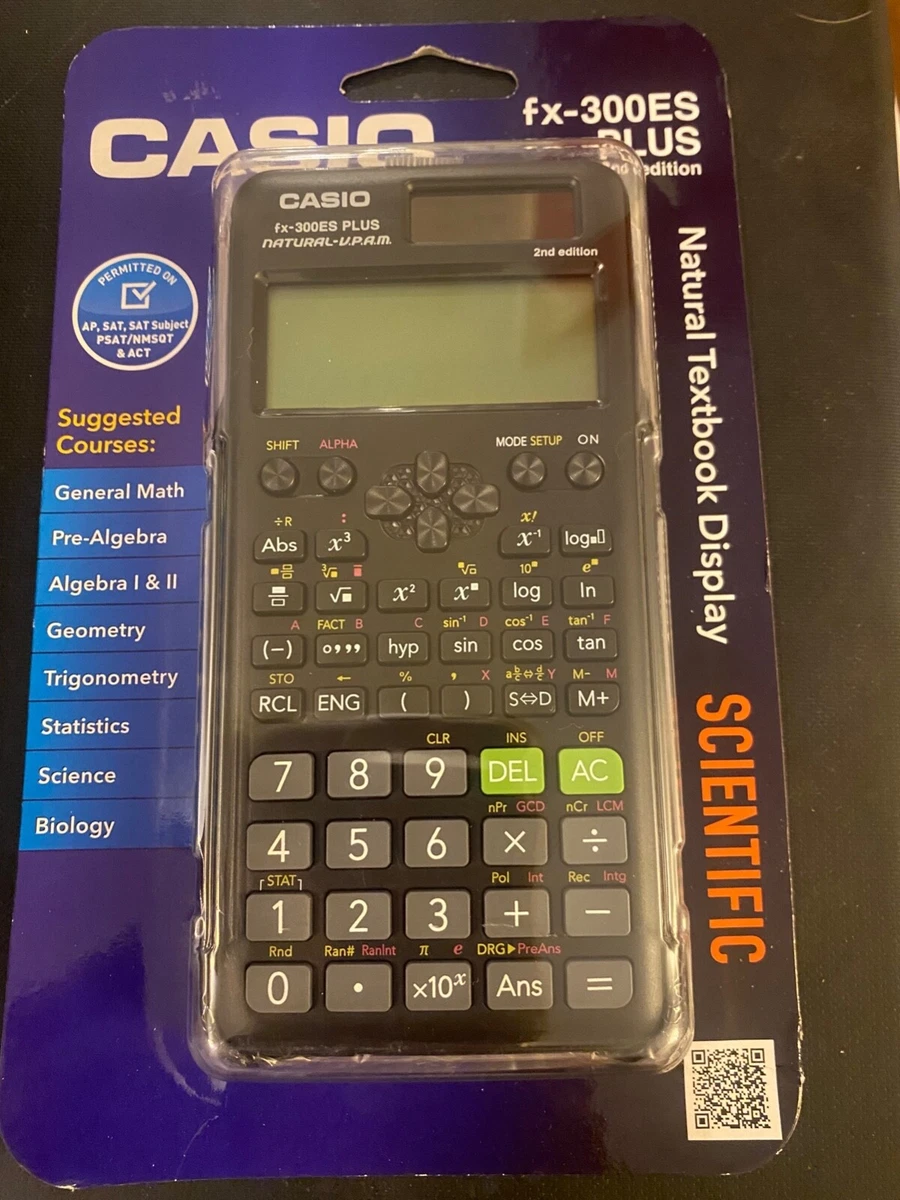 fx-300ES
PLUS
edition
CASIO
CASIO
fx-300ES PLUS
NATURAL-V.P.A.M.
2nd edition
PERMITTED ON
AP, SAT, SAT Subject
PSAT/NMSQT
& ACT
Suggested
Courses:
General Math
Pre-Algebra
Algebra I & II
Geometry
Trigonometry
Statistics
Science
Biology
Natural Textbook Display
SCIENTIFIC
SHIFT ALPHA MODE SETUP ON
÷R : x!
Abs x³ x⁻¹ log■□
■■/■ ³√■ ■√□ 10■ e■
■/□ √■ x² x■ log ln
A FACT B C sin⁻¹ D cos⁻¹ E tan⁻¹ F
(−) °’’’ hyp sin cos tan
STO ← % , X a b/c⇔d/c Y M− M
RCL ENG ( ) S⇔D M+
CLR INS OFF
7 8 9 DEL AC
nPr GCD nCr LCM
4 5 6 × ÷
STAT Pol Int Rec Intg
1 2 3 + −
Rnd Ran# RanInt π e DRG▶ PreAns
0 • ×10ˣ Ans =